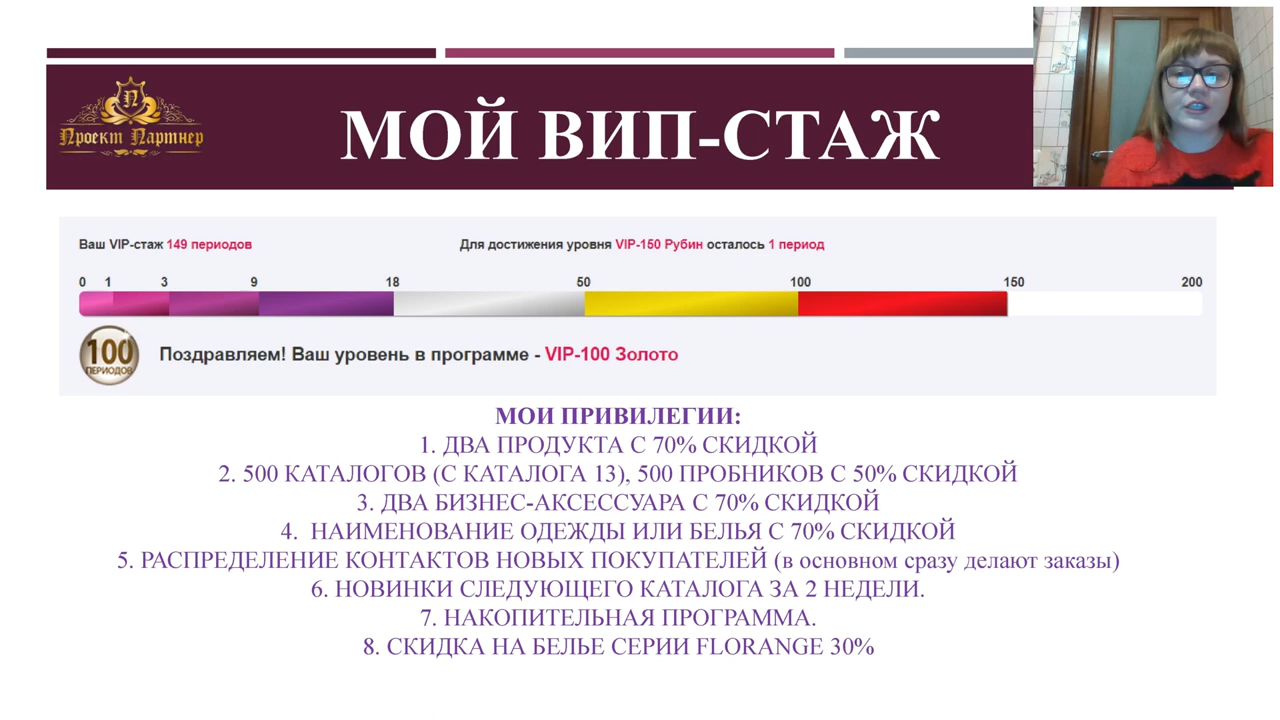 Проект Партнер
МОЙ ВИП-СТАЖ
Ваш VIP-стаж 149 периодов
Для достижения уровня VIP-150 Рубин осталось 1 период
0 1 3 9 18 50 100 150 200
100
ПЕРИОДОВ
Поздравляем! Ваш уровень в программе - VIP-100 Золото
МОИ ПРИВИЛЕГИИ:
1. ДВА ПРОДУКТА С 70% СКИДКОЙ
2. 500 КАТАЛОГОВ (С КАТАЛОГА 13), 500 ПРОБНИКОВ С 50% СКИДКОЙ
3. ДВА БИЗНЕС-АКСЕССУАРА С 70% СКИДКОЙ
4. НАИМЕНОВАНИЕ ОДЕЖДЫ ИЛИ БЕЛЬЯ С 70% СКИДКОЙ
5. РАСПРЕДЕЛЕНИЕ КОНТАКТОВ НОВЫХ ПОКУПАТЕЛЕЙ (в основном сразу делают заказы)
6. НОВИНКИ СЛЕДУЮЩЕГО КАТАЛОГА ЗА 2 НЕДЕЛИ.
7. НАКОПИТЕЛЬНАЯ ПРОГРАММА.
8. СКИДКА НА БЕЛЬЕ СЕРИИ FLORANGE 30%